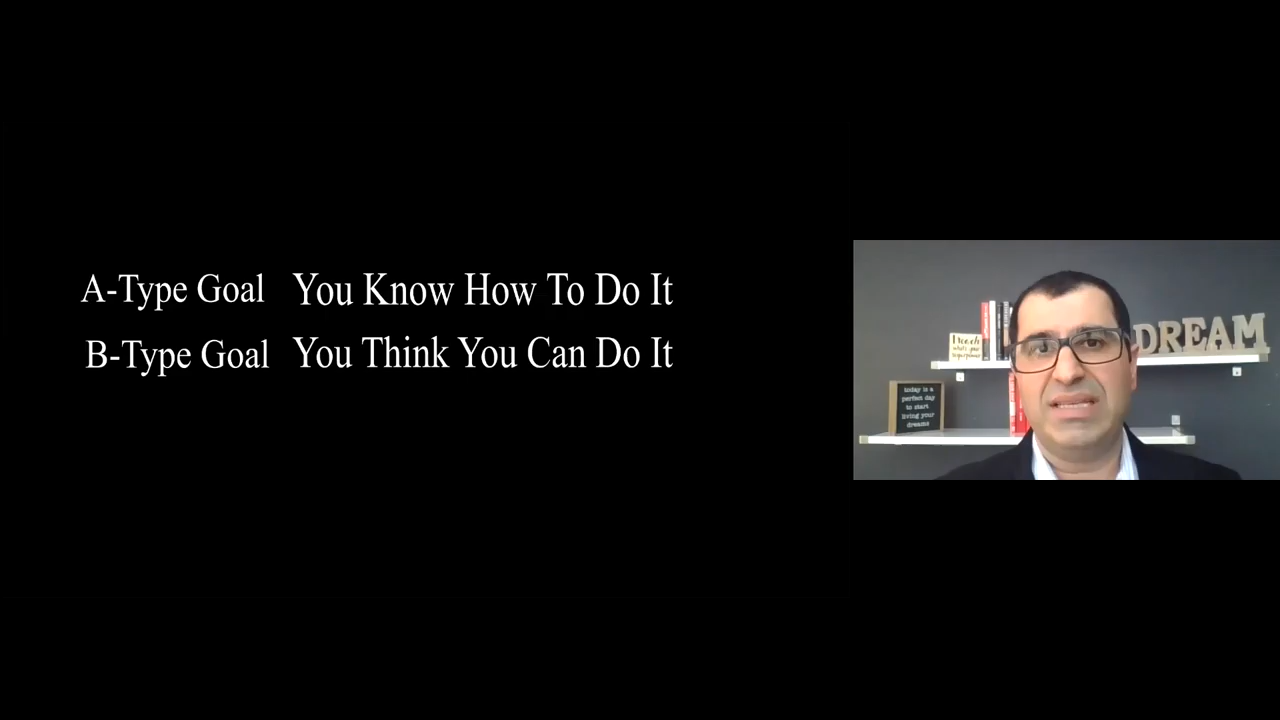 A-Type Goal You Know How To Do It
B-Type Goal You Think You Can Do It
DREAM
today is a
perfect day
to start
living your
dreams